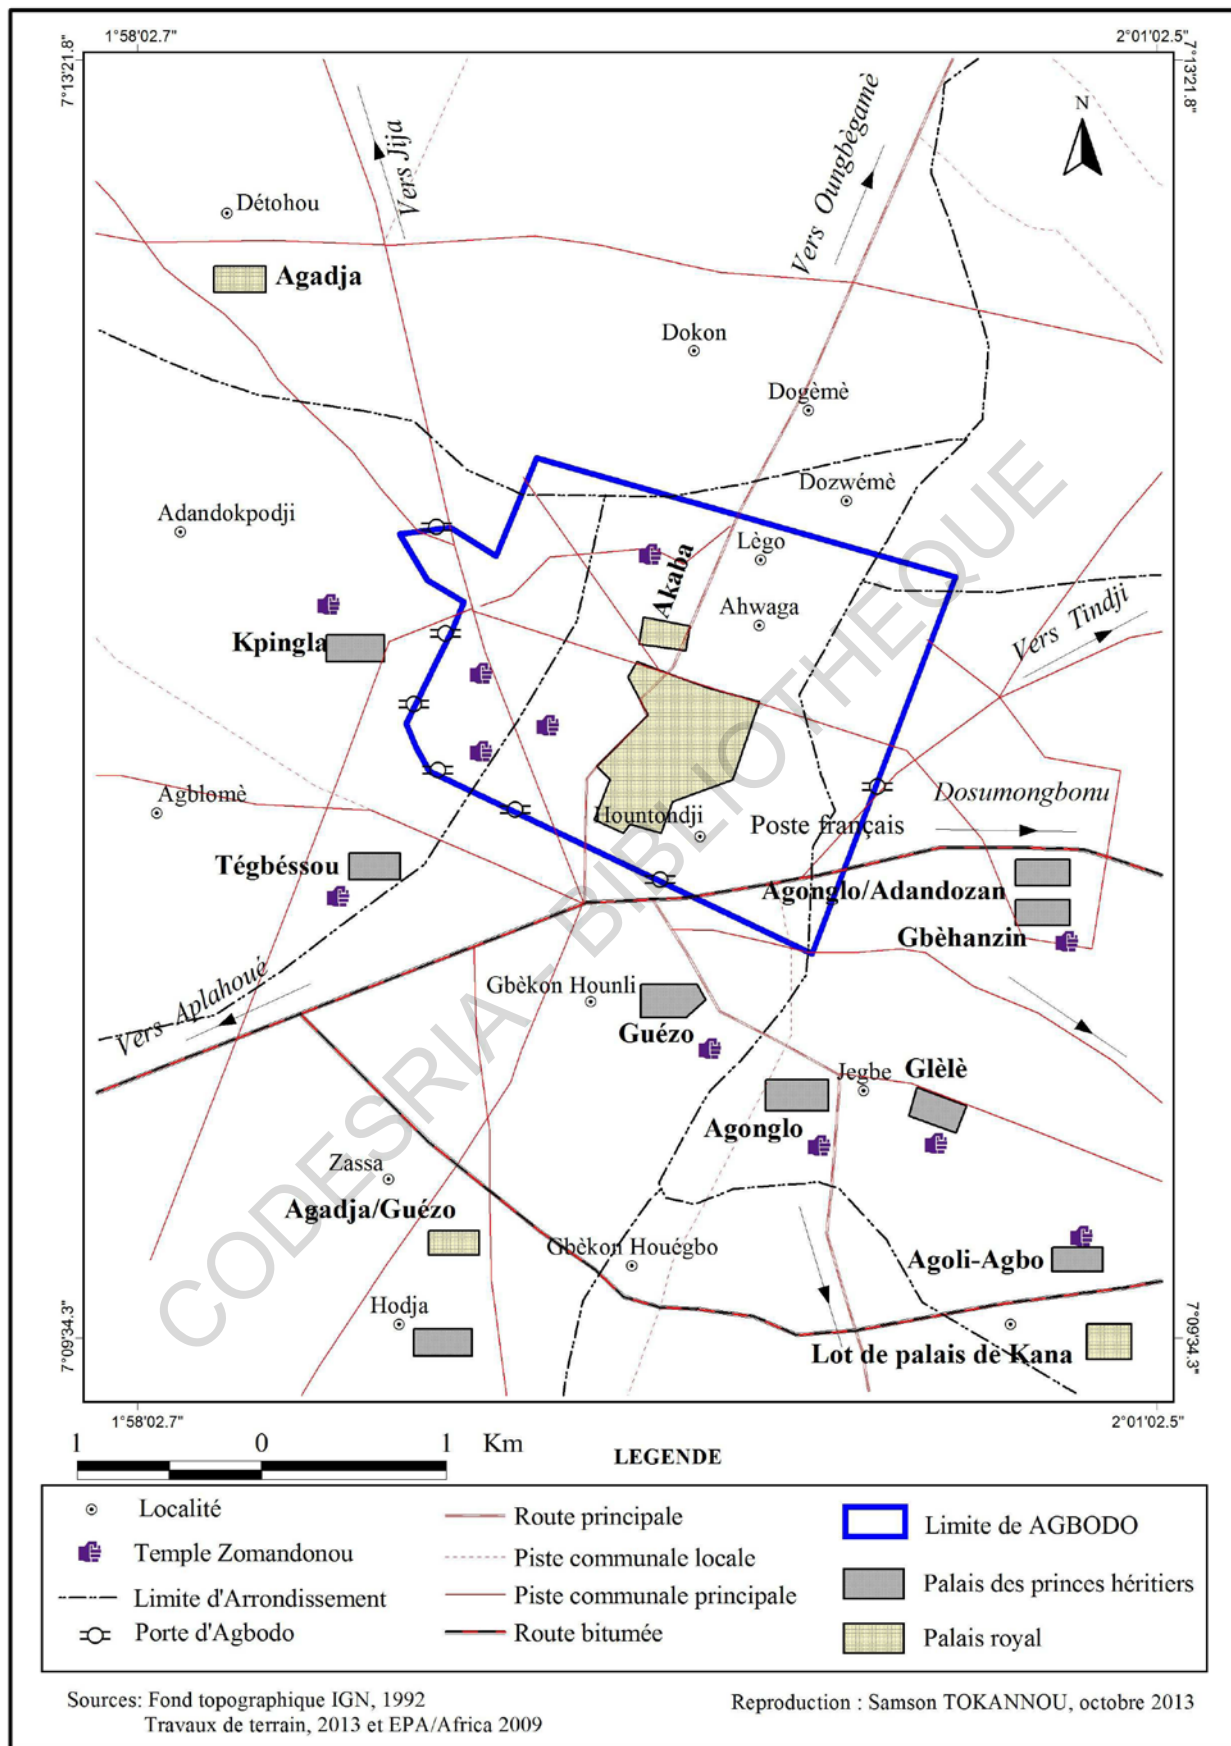 1°58'02.7"
2°01'02.5"
7°13'21.8"
7°13'21.8"
N
Vers Jija
Vers Oungbègamè
Détohou
Agadja
Dokon
Dogèmè
Dozwémè
Adandokpodji
Lègo
Akaba
Ahwaga
Kpingla
Vers Tindji
Agblomè
Dosumongbonu
Hountondji
Poste français
Tégbéssou
Agonglo/Adandozan
Gbèhanzin
Vers Aplahoué
Gbèkon Hounli
Guézo
Jegbe
Glèlè
Agonglo
Zassa
Agadja/Guézo
Gbèkon Houégbo
Agoli-Agbo
Hodja
Lot de palais de Kana
7°09'34.3"
7°09'34.3"
1°58'02.7"
2°01'02.5"
CODESRIA - BIBLIOTHEQUE
1 0 1 Km
LEGENDE
Localité
Temple Zomandonou
Limite d'Arrondissement
Porte d'Agbodo
Route principale
Piste communale locale
Piste communale principale
Route bitumée
Limite de AGBODO
Palais des princes héritiers
Palais royal
Sources: Fond topographique IGN, 1992
Travaux de terrain, 2013 et EPA/Africa 2009
Reproduction : Samson TOKANNOU, octobre 2013